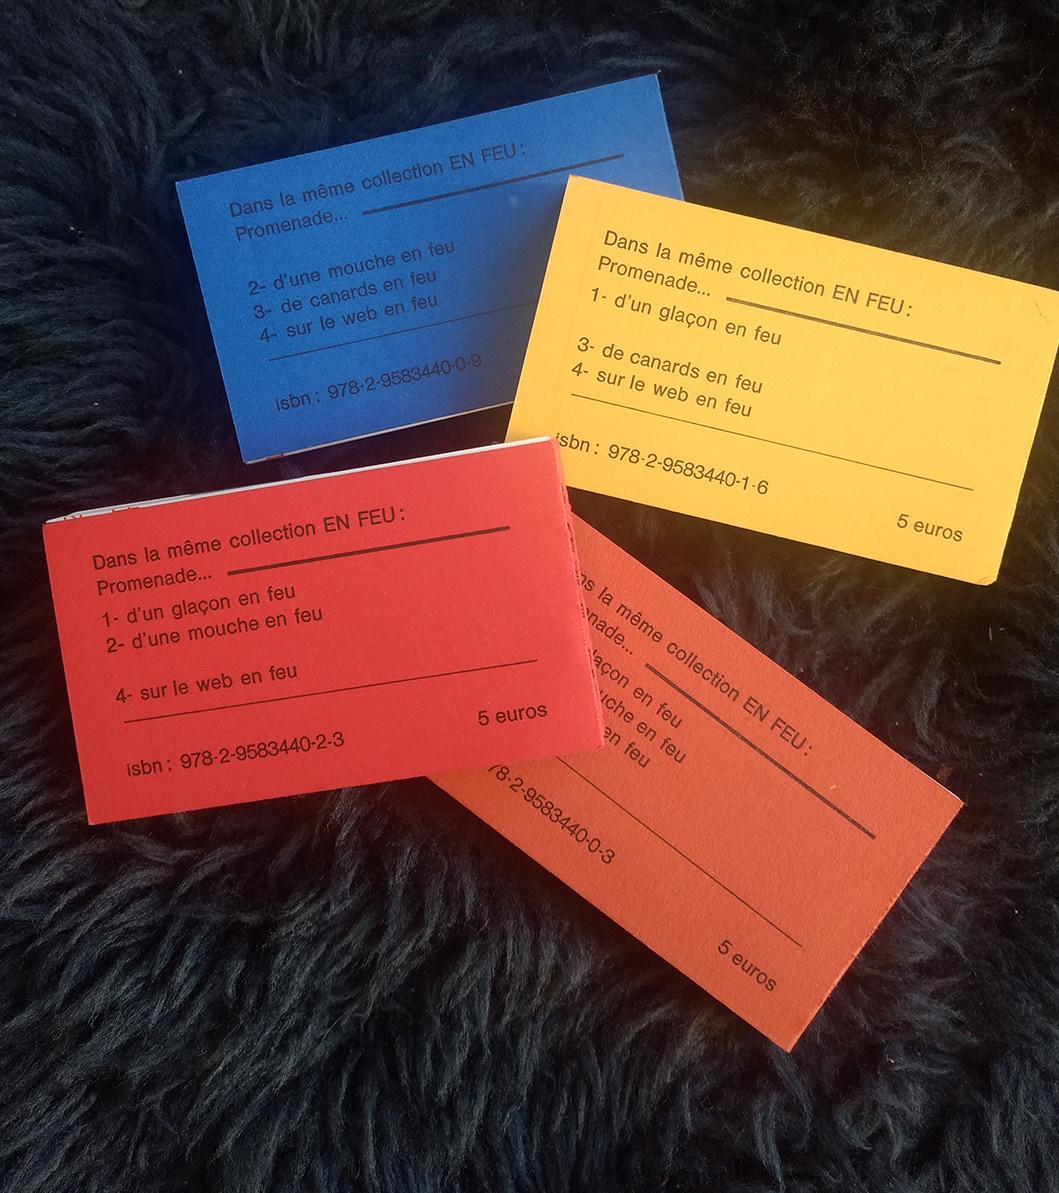 Dans la même collection EN FEU :
Promenade...
2- d'une mouche en feu
3- de canards en feu
4- sur le web en feu
isbn : 978-2-9583440-0-9
Dans la même collection EN FEU :
Promenade...
1- d'un glaçon en feu
3- de canards en feu
4- sur le web en feu
isbn : 978-2-9583440-1-6
5 euros
Dans la même collection EN FEU :
Promenade...
1- d'un glaçon en feu
2- d'une mouche en feu
4- sur le web en feu
5 euros
isbn : 978-2-9583440-2-3
la même collection EN FEU :
en feu
en feu
en feu
78-2-9583440-0-3
5 euros